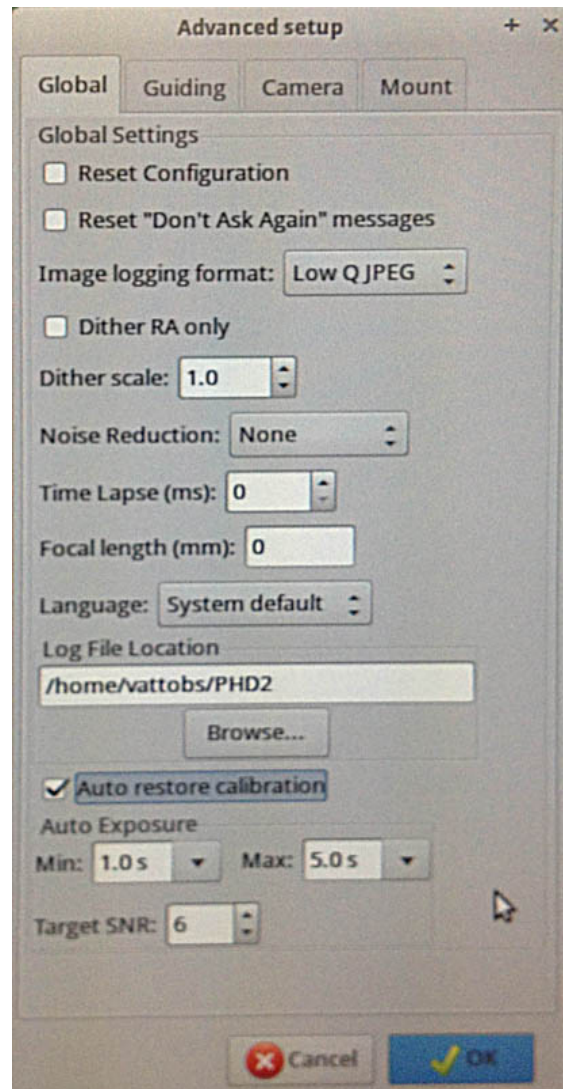 Advanced setup + ×
Global Guiding Camera Mount
Global Settings
Reset Configuration
Reset "Don't Ask Again" messages
Image logging format: Low Q JPEG
Dither RA only
Dither scale: 1.0
Noise Reduction: None
Time Lapse (ms): 0
Focal length (mm): 0
Language: System default
Log File Location
/home/vattobs/PHD2
Browse...
Auto restore calibration
Auto Exposure
Min: 1.0 s Max: 5.0 s
Target SNR: 6
Cancel OK